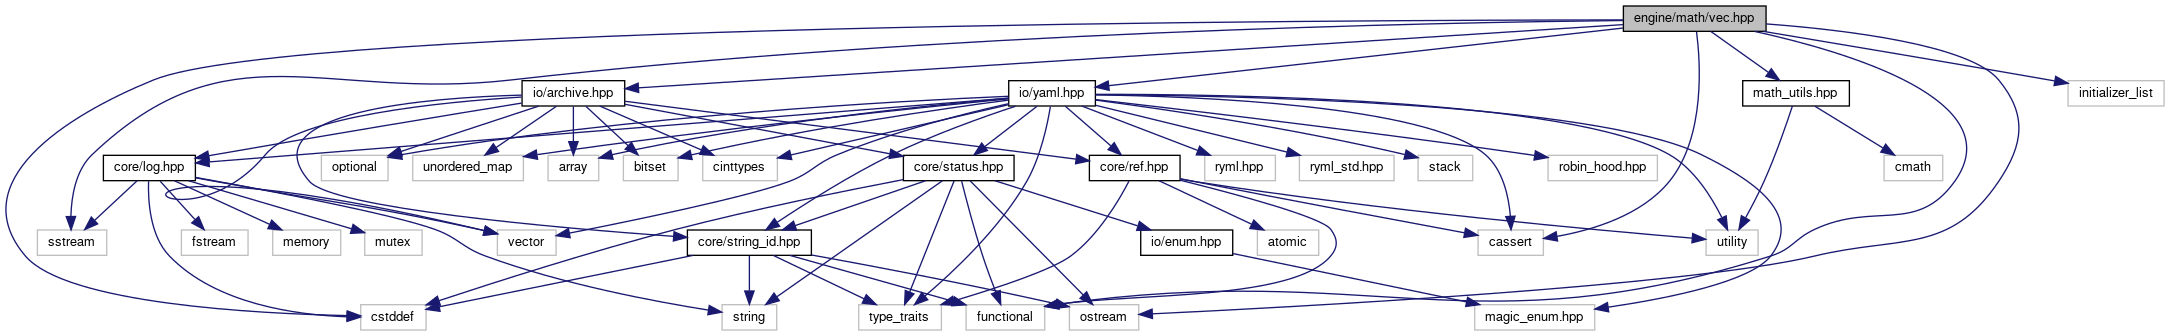 engine/math/vec.hpp
io/archive.hpp
io/yaml.hpp
math_utils.hpp
initializer_list
core/log.hpp
optional
unordered_map
array
bitset
cinttypes
core/status.hpp
core/ref.hpp
ryml.hpp
ryml_std.hpp
stack
robin_hood.hpp
cmath
sstream
fstream
memory
mutex
vector
core/string_id.hpp
io/enum.hpp
atomic
cassert
utility
cstddef
string
type_traits
functional
ostream
magic_enum.hpp